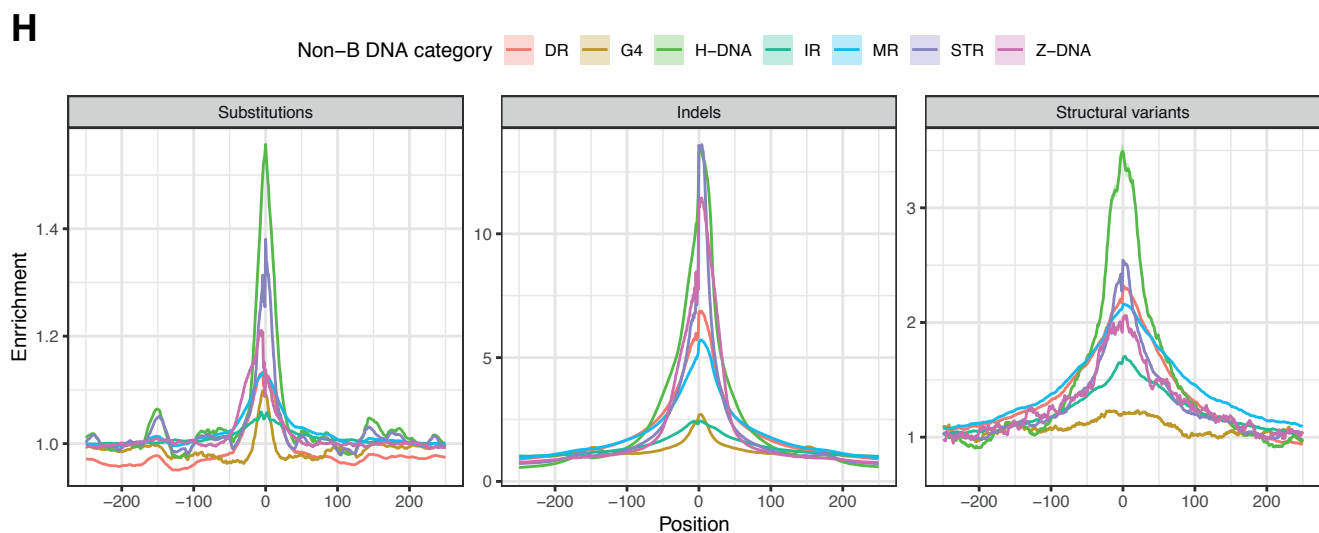 H
Non−B DNA category DR G4 H−DNA IR MR STR Z−DNA
Substitutions Indels Structural variants
Enrrichment
1.4
1.2
1.0
10
5
0
3
2
1
−200 −100 0 100 200 −200 −100 0 100 200 −200 −100 0 100 200
Position